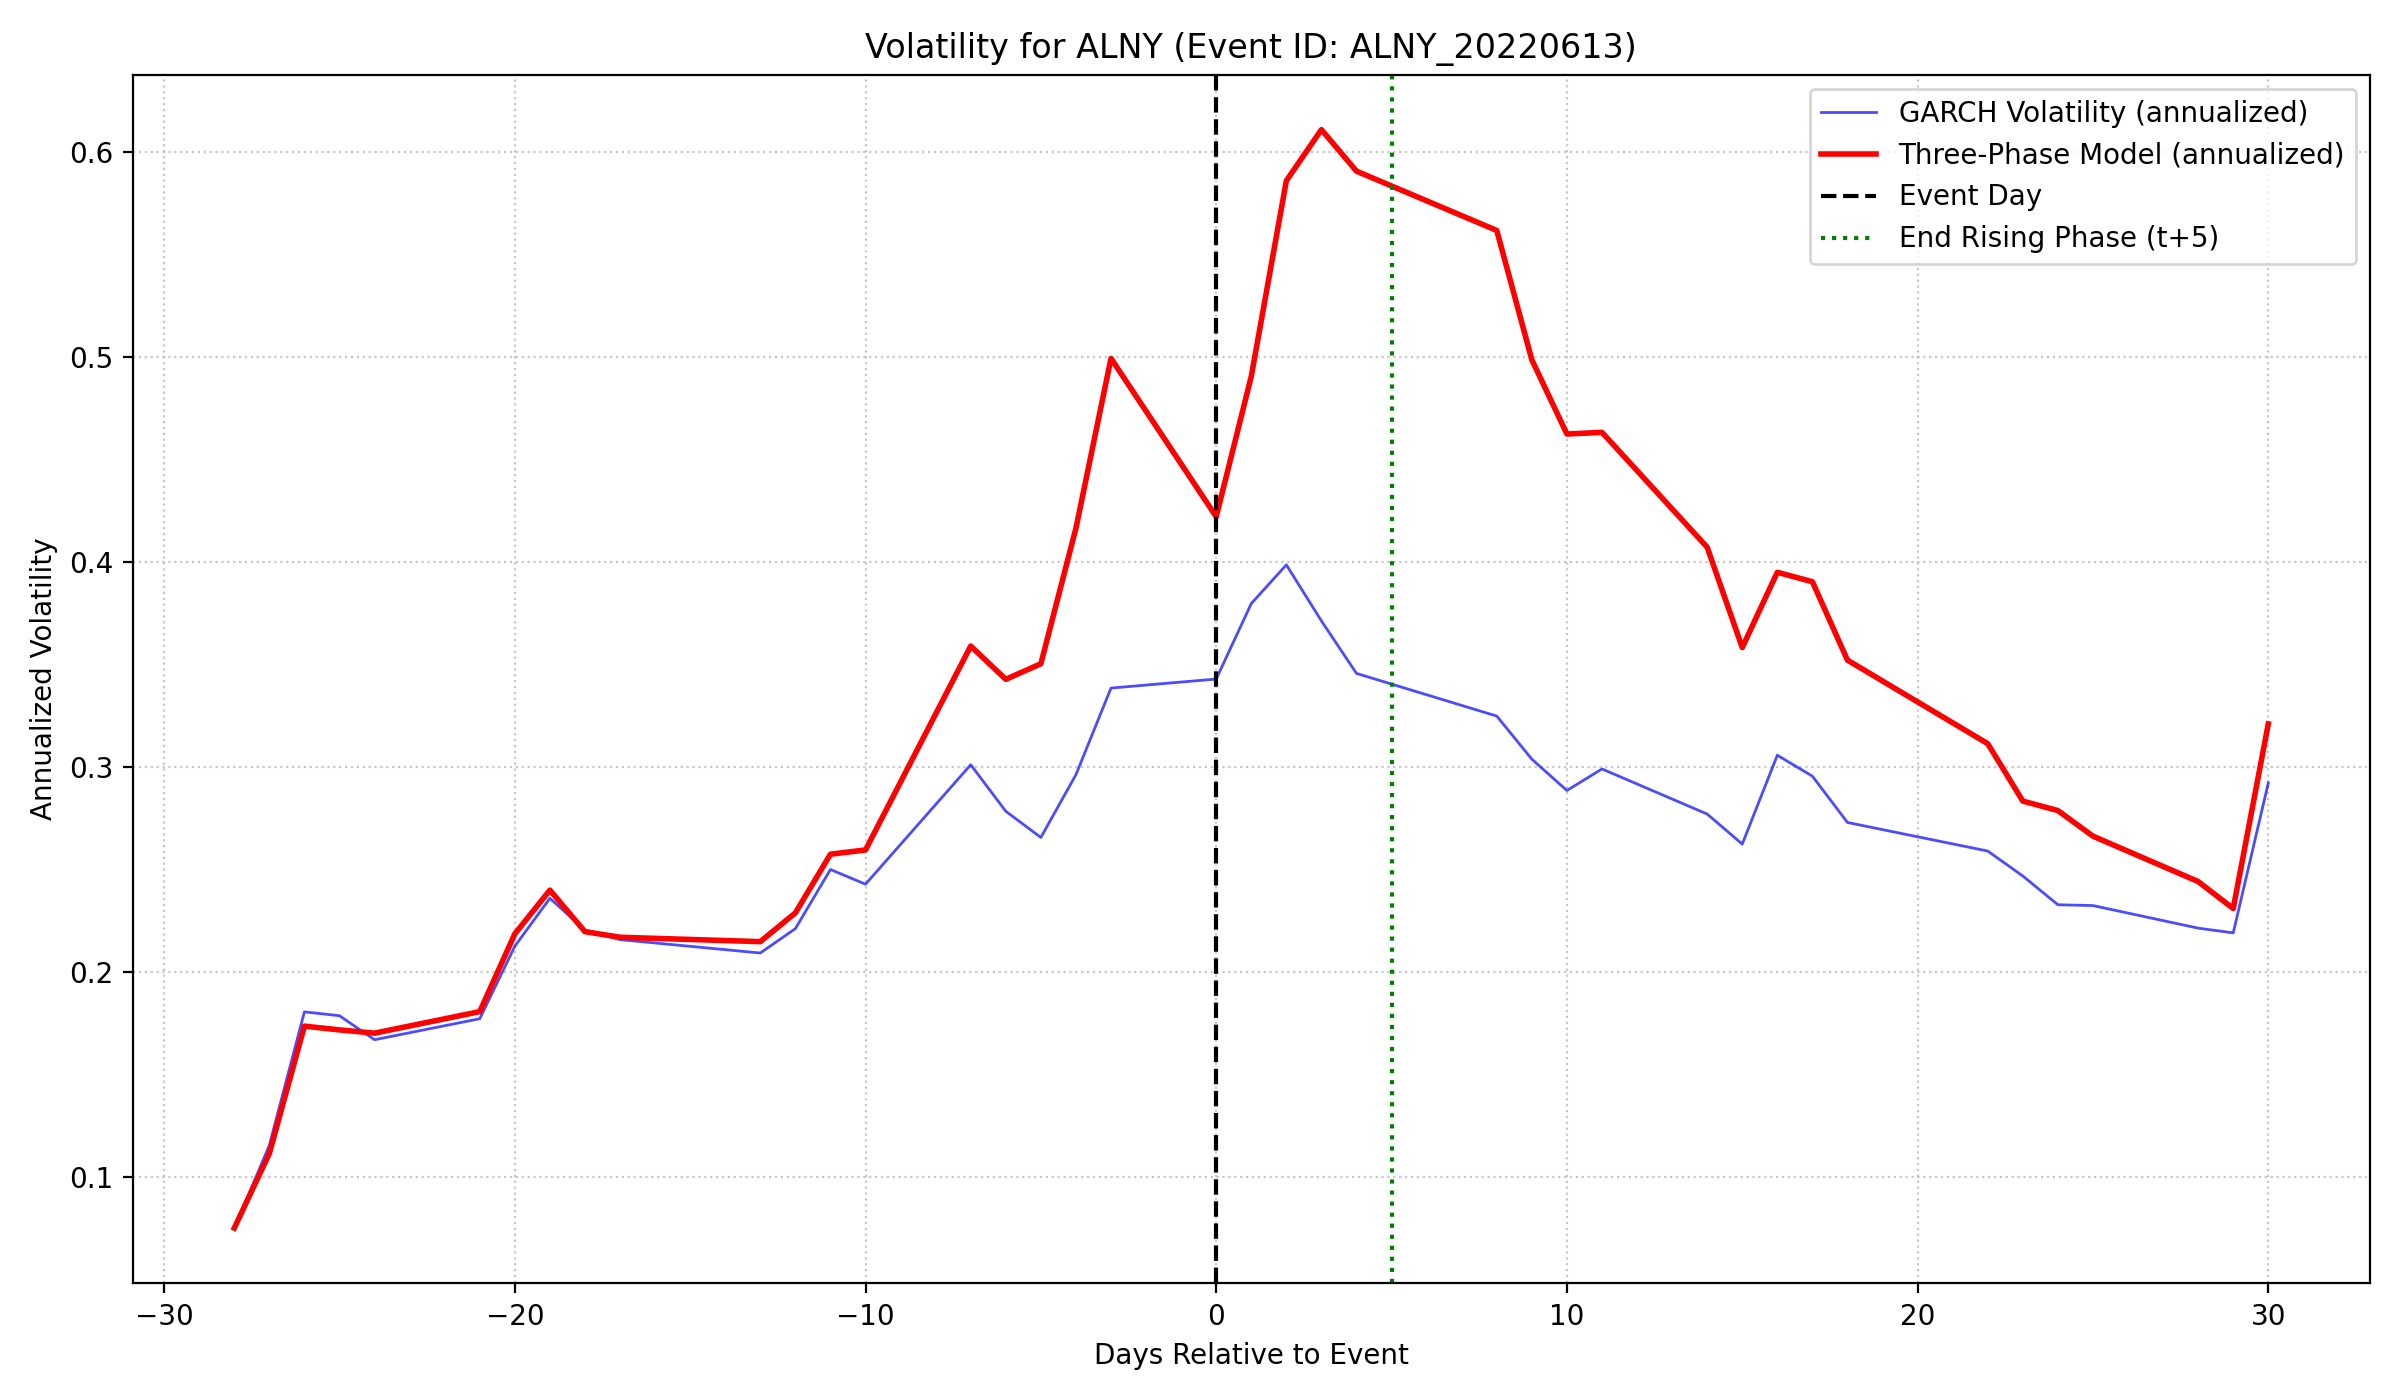 Volatility for ALNY (Event ID: ALNY_20220613)
GARCH Volatility (annualized)
Three-Phase Model (annualized)
Event Day
End Rising Phase (t+5)
Annualized Volatility
0.6
0.5
0.4
0.3
0.2
0.1
−30 −20 −10 0 10 20 30
Days Relative to Event